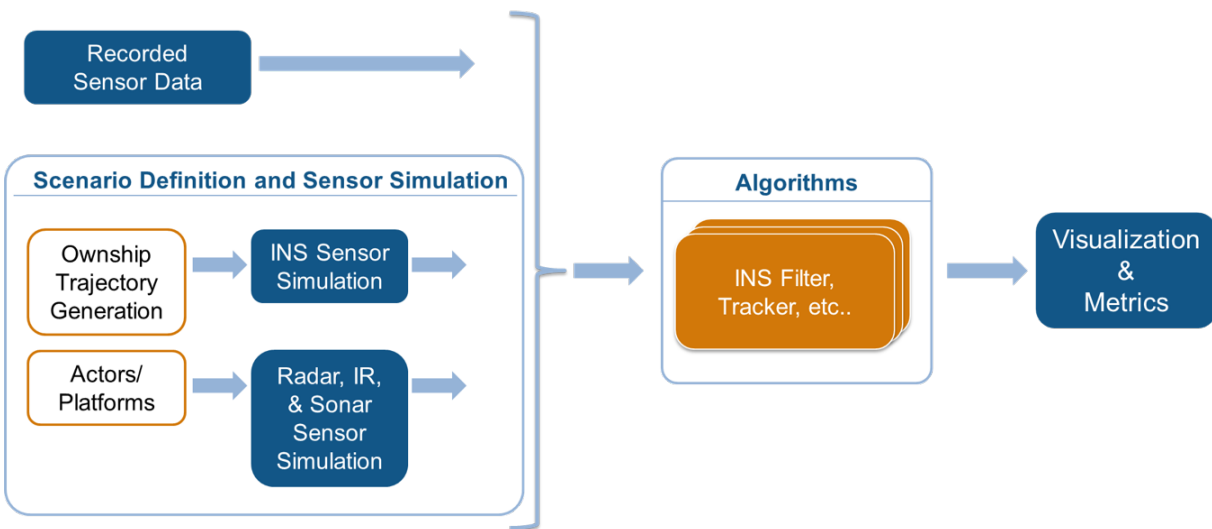 Recorded
Sensor Data
Scenario Definition and Sensor Simulation
Ownship
Trajectory
Generation
INS Sensor
Simulation
Actors/
Platforms
Radar, IR,
& Sonar
Sensor
Simulation
Algorithms
INS Filter,
Tracker, etc..
Visualization
&
Metrics